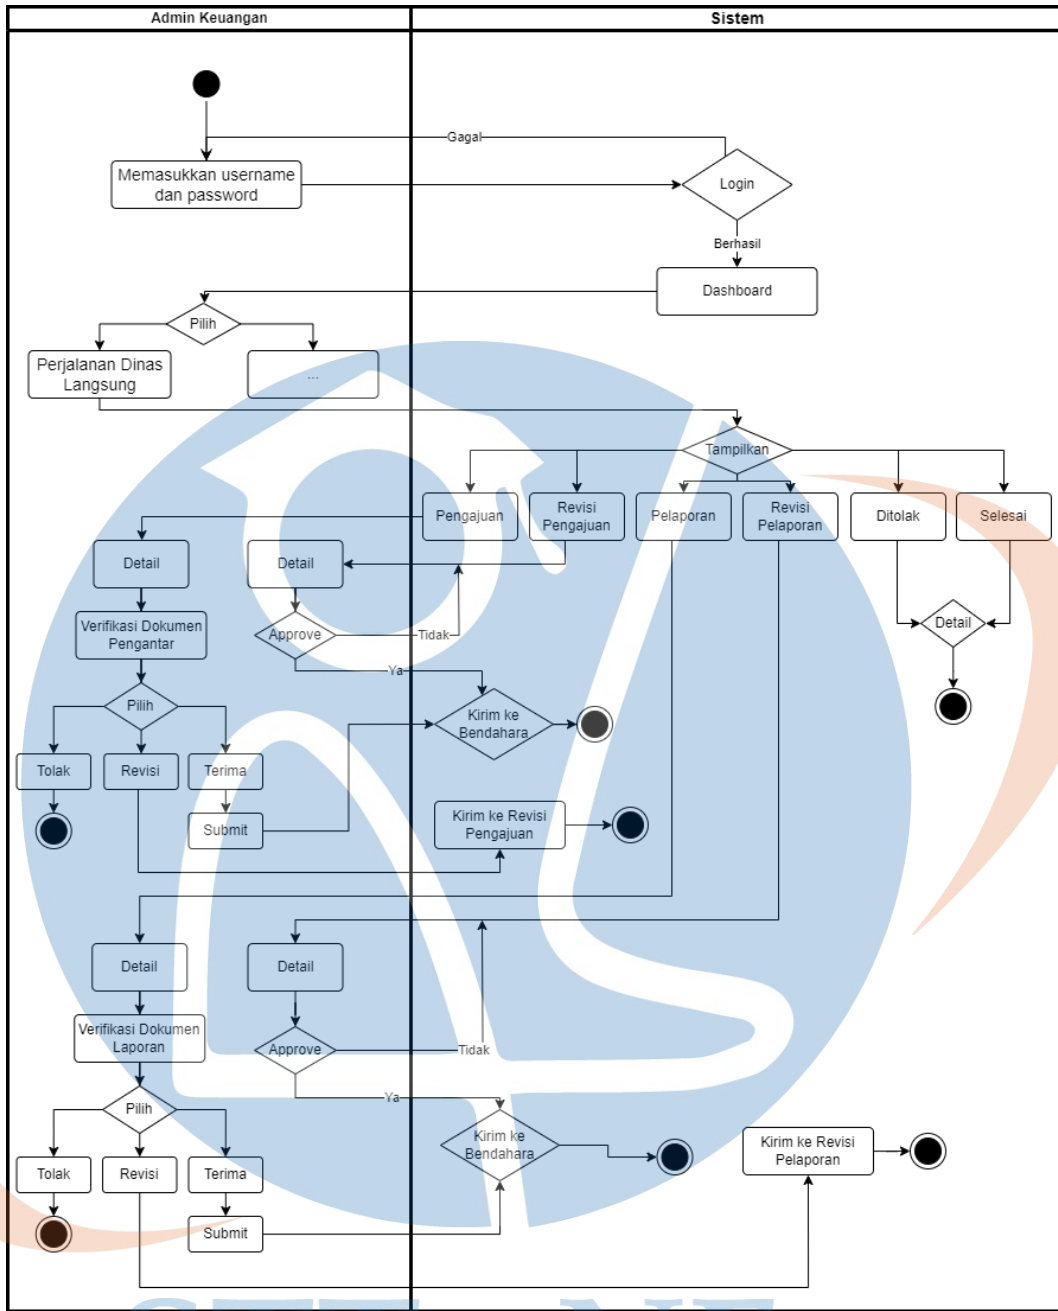 Admin Keuangan
Sistem
Gagal
Memasukkan username
dan password
Login
Berhasil
Dashboard
Pilih
Perjalanan Dinas
Langsung
...
Tampilkan
Pengajuan
Revisi
Pengajuan
Pelaporan
Revisi
Pelaporan
Ditolak
Selesai
Detail
Detail
Verifikasi Dokumen
Pengantar
Approve
Tidak
Detail
Ya
Pilih
Kirim ke
Bendahara
Tolak
Revisi
Terima
Submit
Kirim ke Revisi
Pengajuan
Detail
Detail
Verifikasi Dokumen
Laporan
Approve
Tidak
Ya
Pilih
Kirim ke
Bendahara
Kirim ke Revisi
Pelaporan
Tolak
Revisi
Terima
Submit